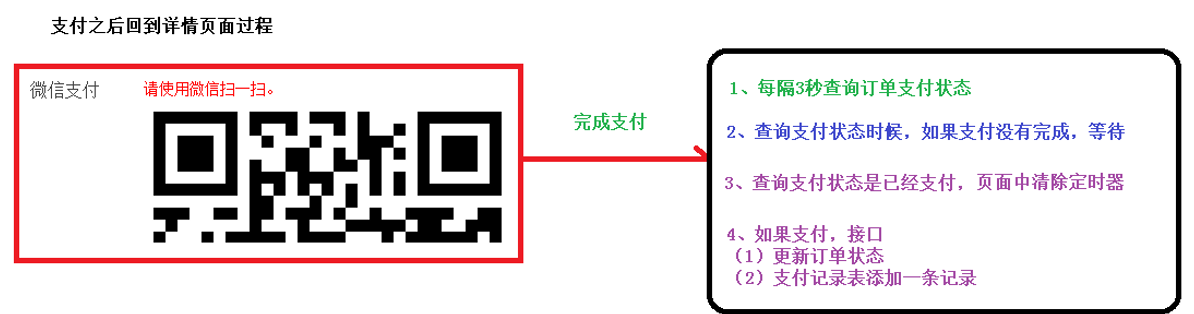 支付之后回到详情页面过程
微信支付
请使用微信扫一扫。
完成支付
1、每隔3秒查询订单支付状态
2、查询支付状态时候，如果支付没有完成，等待
3、查询支付状态是已经支付，页面中清除定时器
4、如果支付，接口
（1）更新订单状态
（2）支付记录表添加一条记录